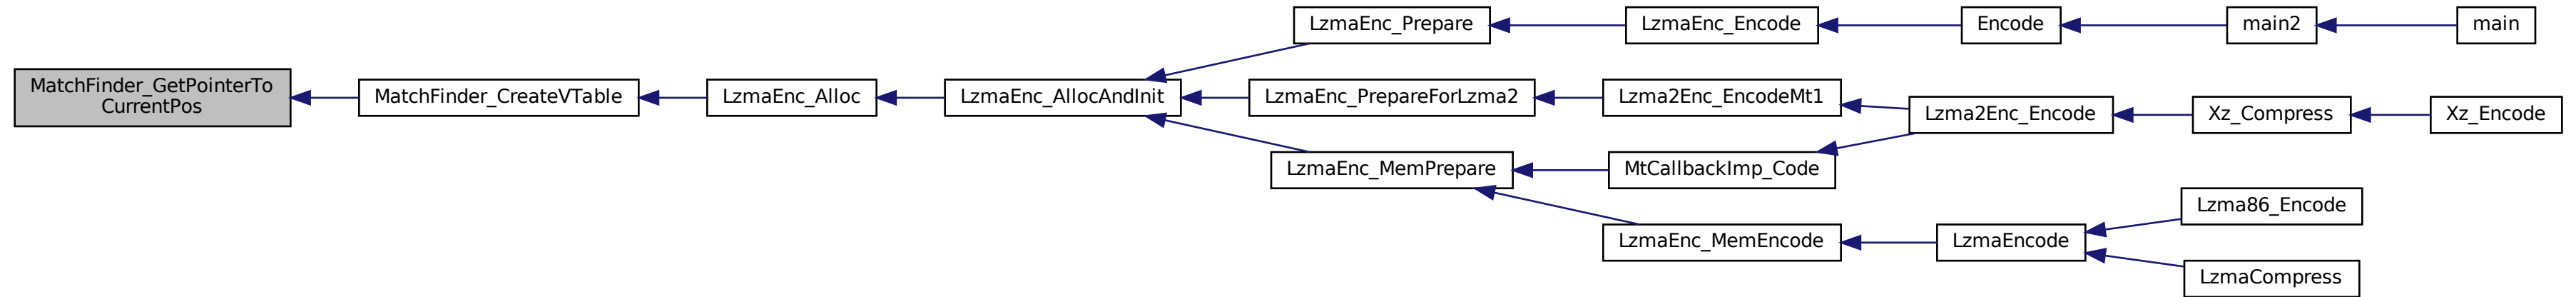 LzmaEnc_Prepare
LzmaEnc_Encode
Encode
main2
main
MatchFinder_GetPointerTo
CurrentPos
MatchFinder_CreateVTable
LzmaEnc_Alloc
LzmaEnc_AllocAndInit
LzmaEnc_PrepareForLzma2
Lzma2Enc_EncodeMt1
Lzma2Enc_Encode
Xz_Compress
Xz_Encode
LzmaEnc_MemPrepare
MtCallbackImp_Code
Lzma86_Encode
LzmaEnc_MemEncode
LzmaEncode
LzmaCompress